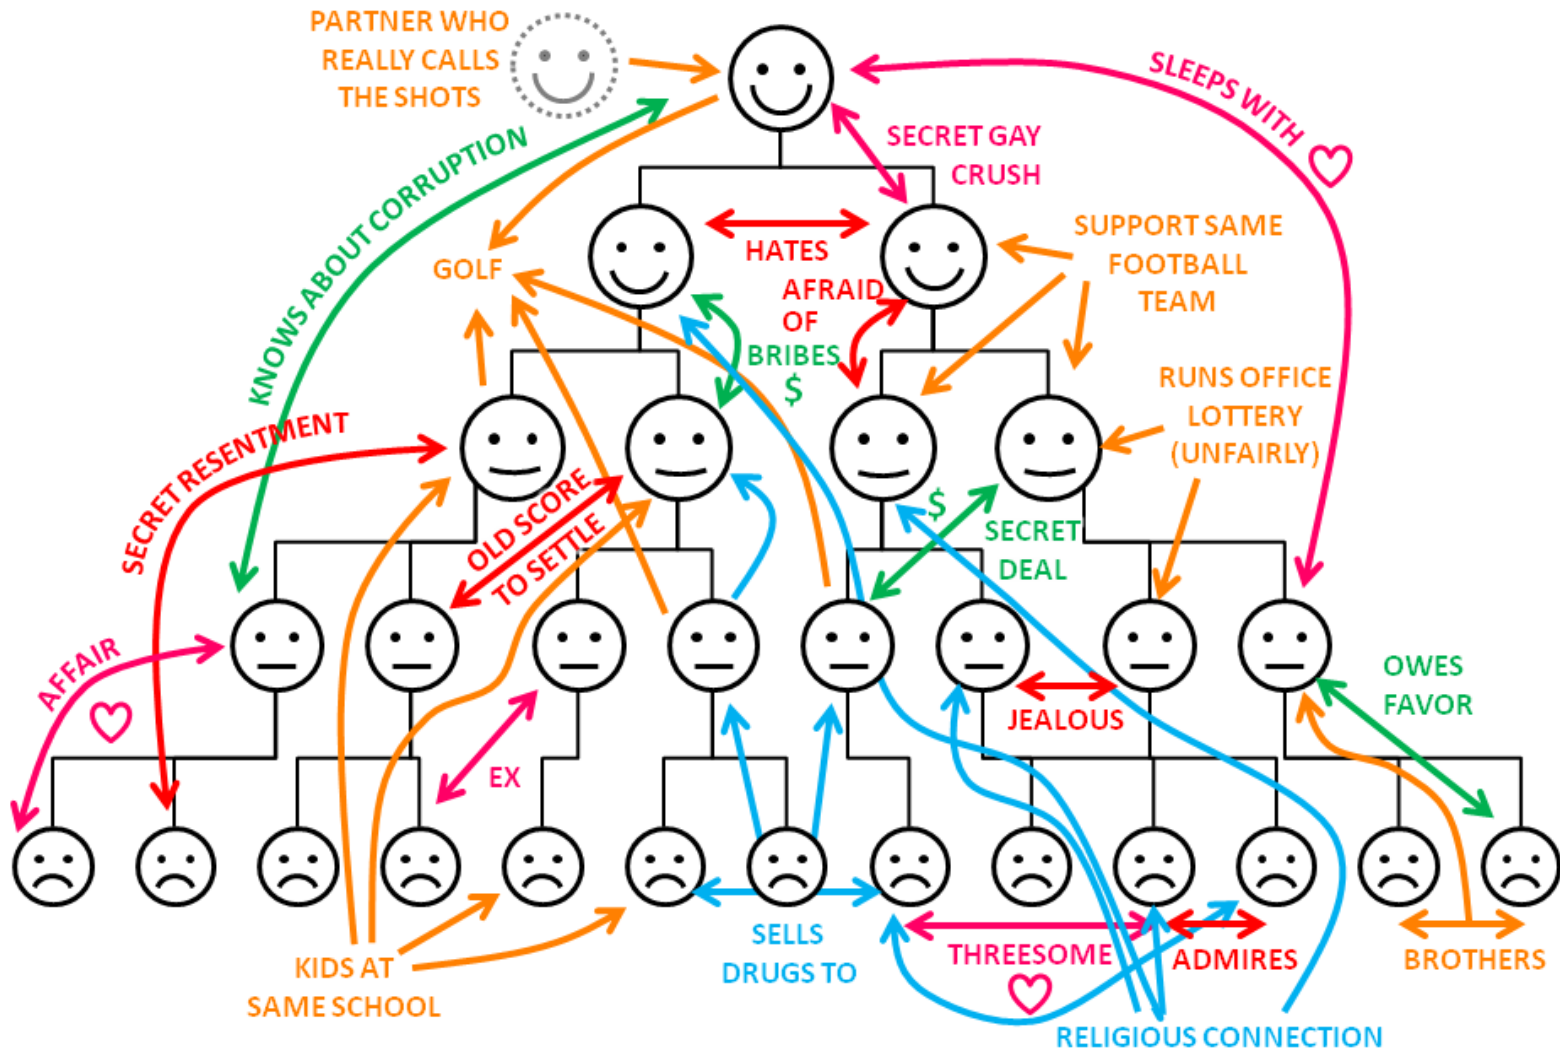 PARTNER WHO
REALLY CALLS
THE SHOTS
SLEEPS WITH
SECRET GAY
CRUSH
KNOWS ABOUT CORRUPTION
HATES
GOLF
SUPPORT SAME
FOOTBALL
TEAM
AFRAID
OF
BRIBES
$
RUNS OFFICE
LOTTERY
(UNFAIRLY)
SECRET RESENTMENT
OLD SCORE
TO SETTLE
$
SECRET
DEAL
AFFAIR
OWES
FAVOR
JEALOUS
EX
SELLS
DRUGS TO
THREESOME
ADMIRES
BROTHERS
KIDS AT
SAME SCHOOL
RELIGIOUS CONNECTION